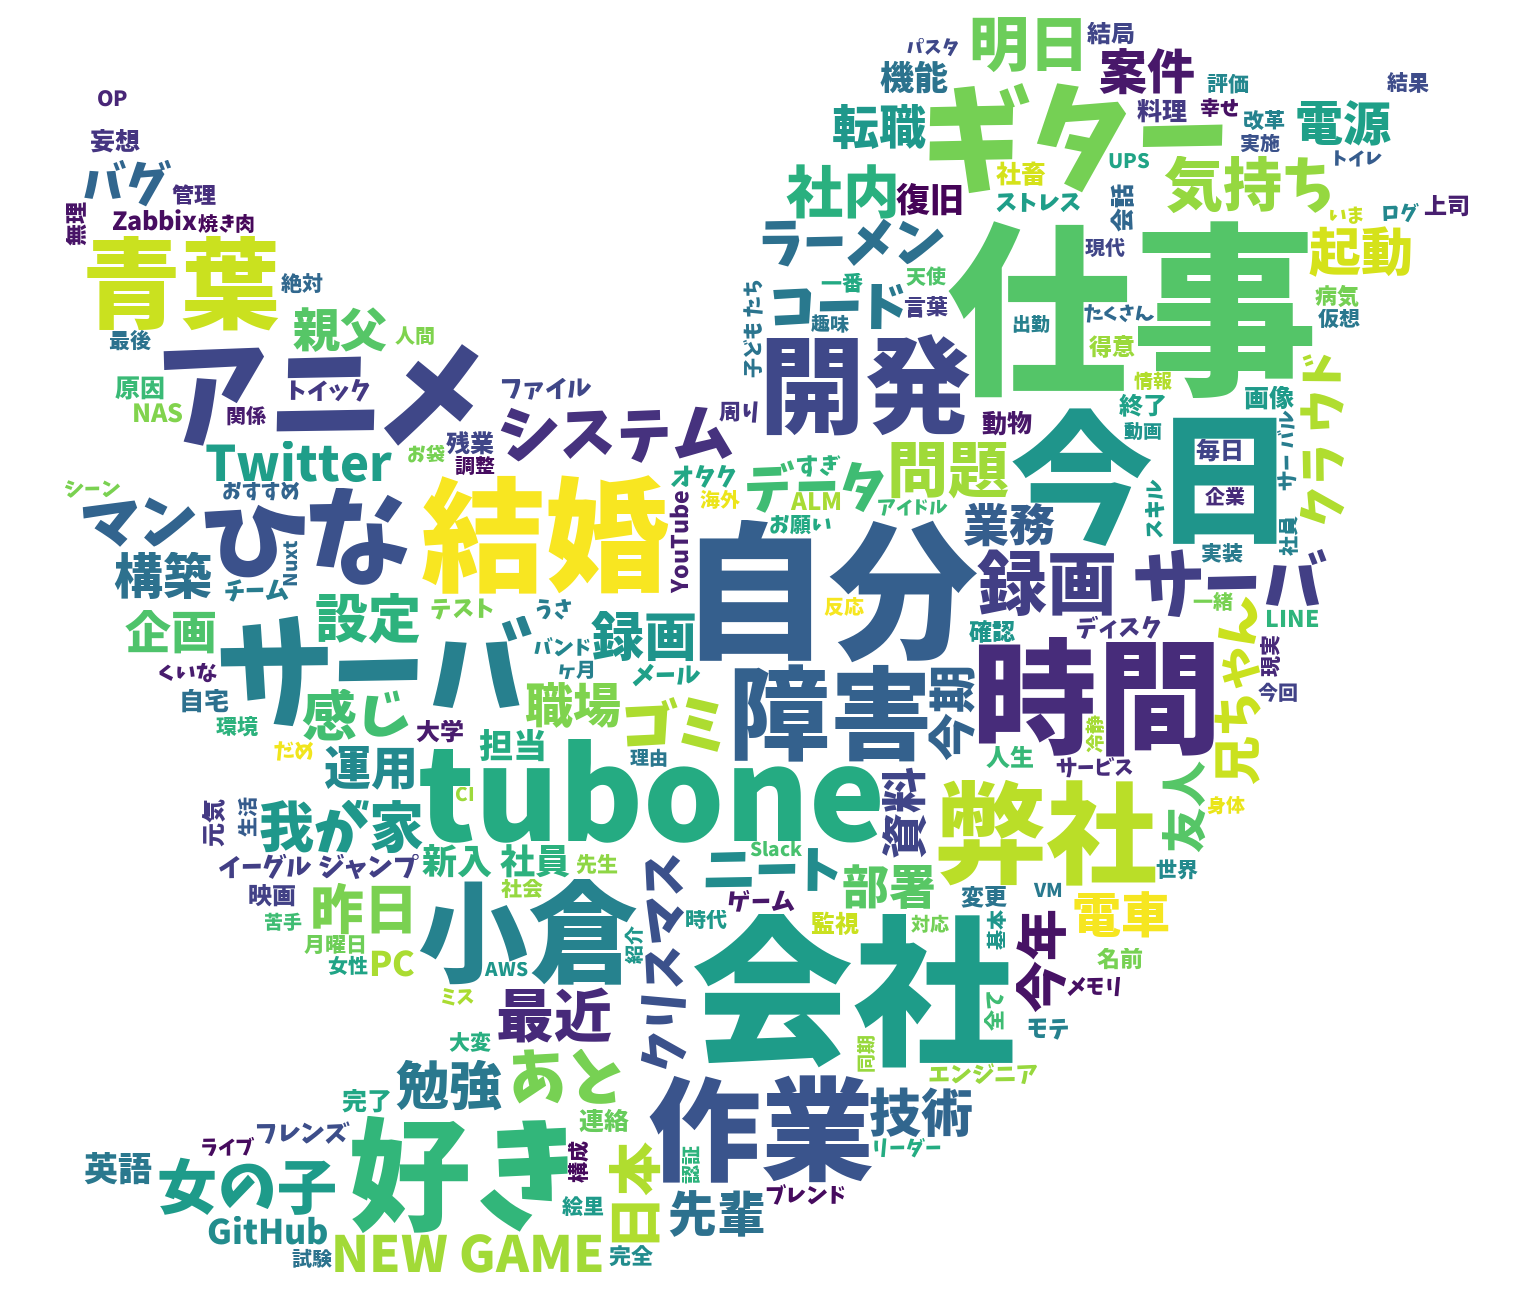 明日
結局
パスタ
案件
機能
評価
結果
ギター
転職
料理
幸せ
改革
電源
実施
トイレ
OP
妄想
バグ
管理
無理
Zabbix
焼き肉
社内
復旧
社畜
UPS
気持ち
ストレス
会話
いま
ログ
上司
青葉
絶対
最後
ラーメン
仕事
現代
起動
一番
天使
コード
言葉
子どもたち
趣味
出勤
たくさん
病気
仮想
得意
親父
人間
アニメ
トイック
原因
NAS
関係
ファイル
システム
周り
開発
動物
情報
終了
動画
画像
クラウド
サーバル
毎日
企業
今日
Twitter
お袋
残業
調整
シーン
おすすめ
マン
ひな
結婚
オタク
海外
YouTube
データ
すぎ
ALM
アイドル
お願い
問題
業務
スキル
社員
実装
構築
Nuxt
チーム
自分
反応
録画
サーバ
一緒
LINE
企画
設定
テスト
うさ
バンド
録画
確認
ディスク
兄ちゃん
現実
今回
サーバ
くいな
自宅
環境
感じ
ヶ月
メール
職場
ゴミ
障害
今期
時間
冷静
人生
サービス
だめ
大学
担当
理由
運用
tubone
CI
資料
弊社
友人
身体
元気
生活
我が家
イーグル ジャンプ
新入 社員
先生
Slack
ニート
部署
変更
VM
世界
映画
昨日
苦手
社会
小倉
クリスマス
ゲーム
時代
監視
対応
基本
今年
電車
月曜日
女性
PC
AWS
紹介
会社
名前
メモリ
ミス
最近
と全
モテ
大変
同期
エンジニア
勉強
あと
完了
連絡
作業
技術
リーダー
フレンズ
ライブ
好き
構成
日本
認証
英語
女の子
絵里
先輩
ブレンド
GitHub
試験
NEW GAME
完全